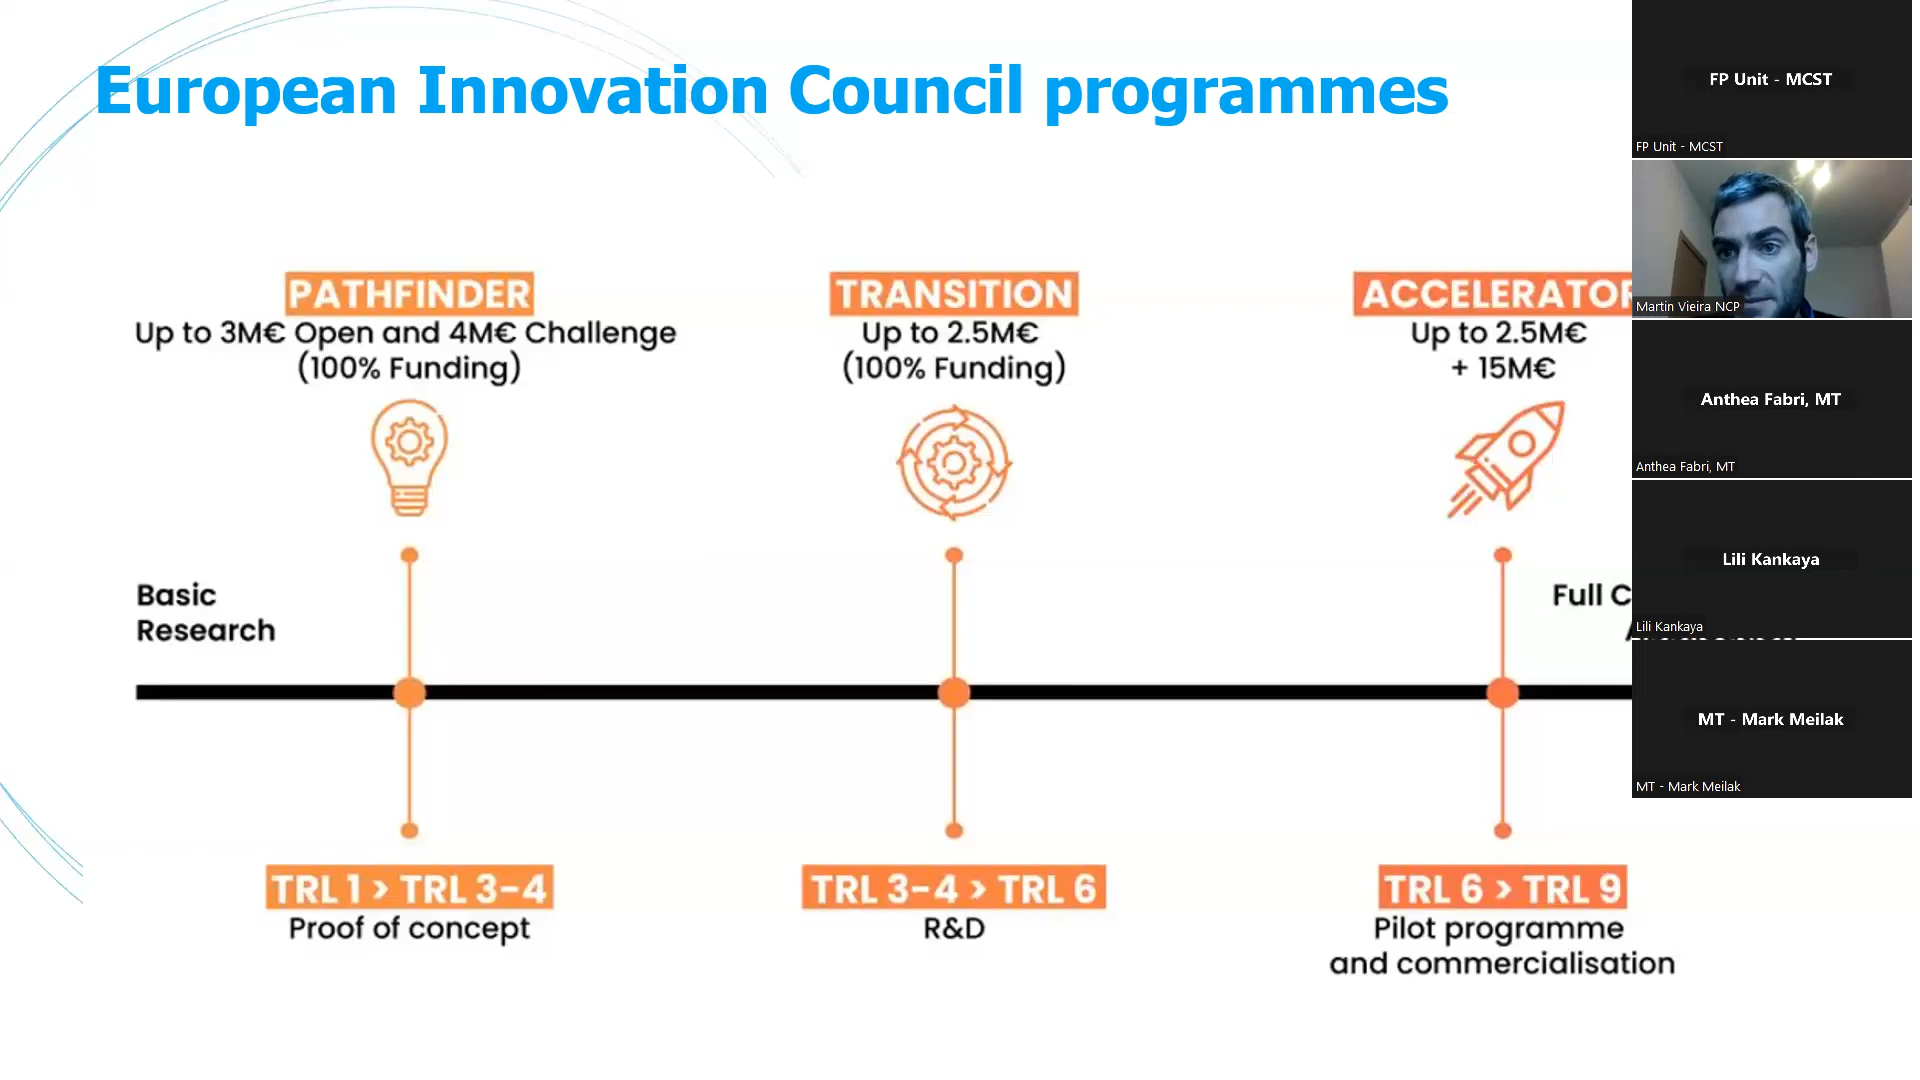 European Innovation Council programmes
PATHFINDER
Up to 3M€ Open and 4M€ Challenge
(100% Funding)
TRANSITION
Up to 2.5M€
(100% Funding)
ACCELERATOR
Up to 2.5M€
+ 15M€
Basic
Research
Full C
TRL 1 > TRL 3-4
Proof of concept
TRL 3-4 > TRL 6
R&D
TRL 6 > TRL 9
Pilot programme
and commercialisation
FP Unit - MCST
FP Unit - MCST
Martin Vieira NCP
Anthea Fabri, MT
Anthea Fabri, MT
Lili Kankaya
Lili Kankaya
MT - Mark Meilak
MT - Mark Meilak